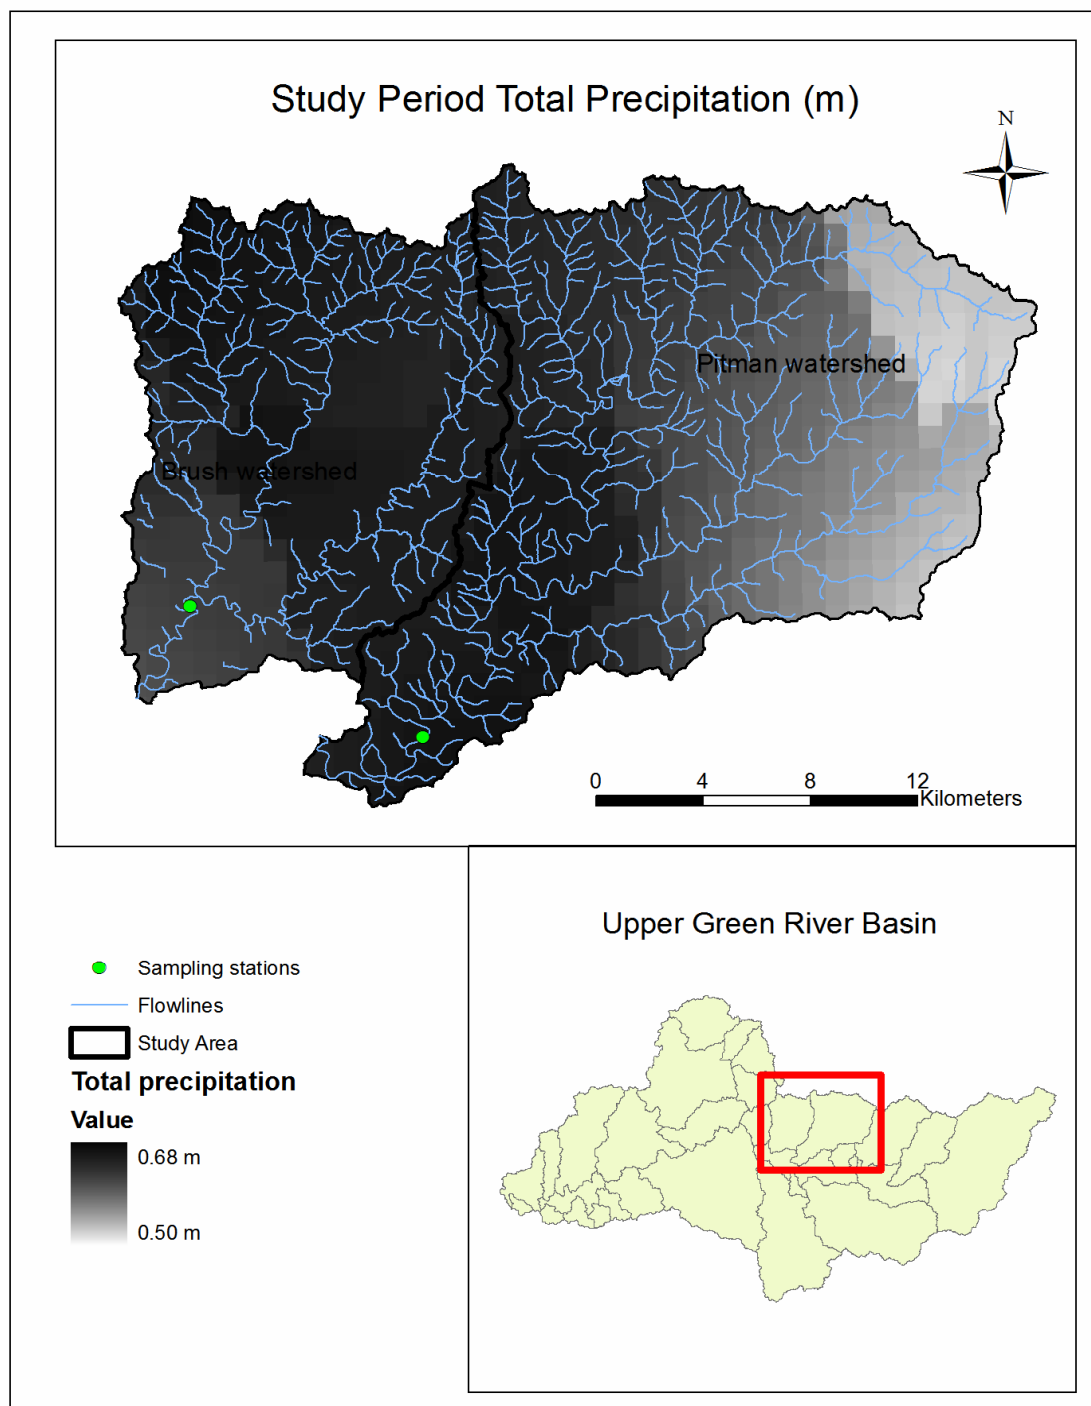 Study Period Total Precipitation (m)
N
Pitman watershed
Brush watershed
0 4 8 12
Kilometers
Upper Green River Basin
Sampling stations
Flowlines
Study Area
Total precipitation
Value
0.68 m
0.50 m